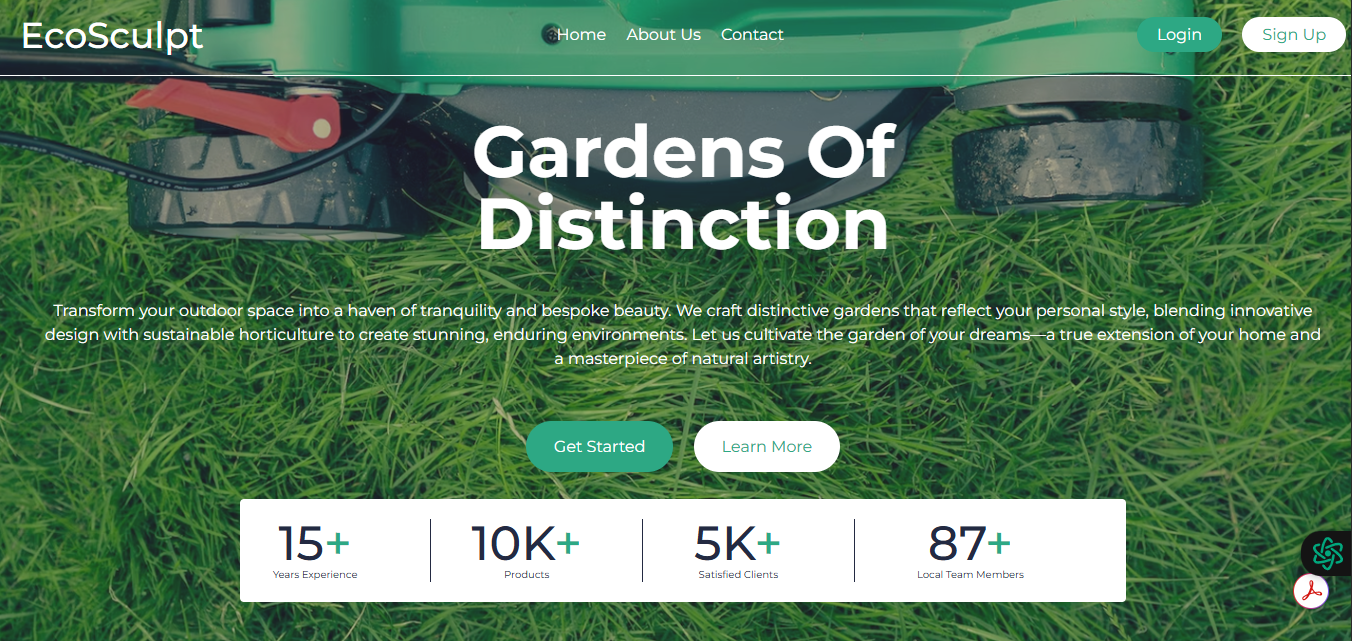 EcoSculpt
Home About Us Contact
Login Sign Up
Gardens Of
Distinction
Transform your outdoor space into a haven of tranquility and bespoke beauty. We craft distinctive gardens that reflect your personal style, blending innovative
design with sustainable horticulture to create stunning, enduring environments. Let us cultivate the garden of your dreams—a true extension of your home and
a masterpiece of natural artistry.
Get Started Learn More
15+ 10K+ 5K+ 87+
Years Experience Products Satisfied Clients Local Team Members